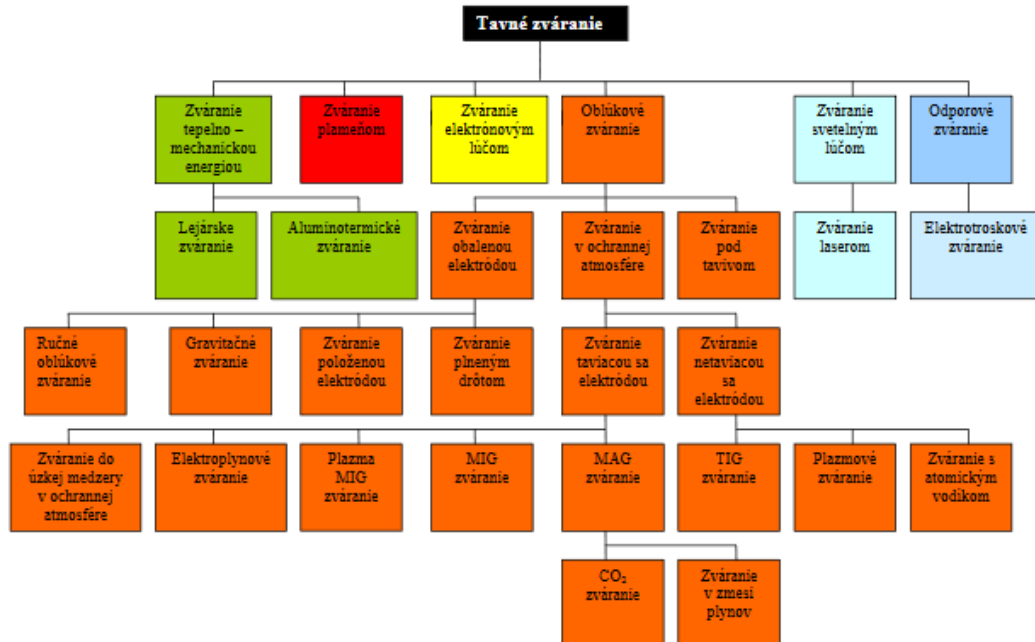 Tavné zváranie
Zváranie
tepelno –
mechanickou
energiou
Zváranie
plameňom
Zváranie
elektrónovým
lúčom
Oblúkové
zváranie
Zváranie
svetelným
lúčom
Odporové
zváranie
Lejárske
zváranie
Aluminotermické
zváranie
Zváranie
obalenou
elektródou
Zváranie
v ochrannej
atmosfére
Zváranie
pod
tavivom
Zváranie
laserom
Elektrotroskové
zváranie
Ručné
oblúkové
zváranie
Gravitačné
zváranie
Zváranie
položenou
elektródou
Zváranie
plneným
drôtom
Zváranie
taviacou sa
elektródou
Zváranie
netaviacou
sa
elektródou
Zváranie do
úzkej medzery
v ochrannej
atmosfére
Elektroplynové
zváranie
Plazma
MIG
zváranie
MIG
zváranie
MAG
zváranie
TIG
zváranie
Plazmové
zváranie
Zváranie s
atomickým
vodíkom
CO₂
zváranie
Zváranie
v zmesi
plynov